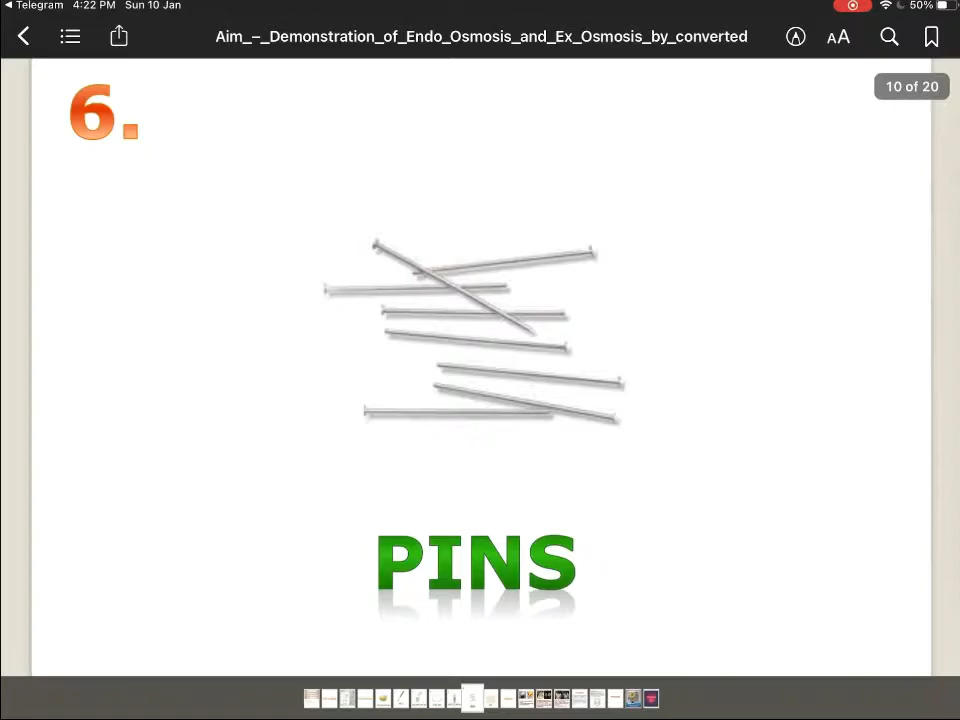 Telegram 4:22 PM Sun 10 Jan 50%
Aim_–_Demonstration_of_Endo_Osmosis_and_Ex_Osmosis_by_converted AA
10 of 20
6.
PINS